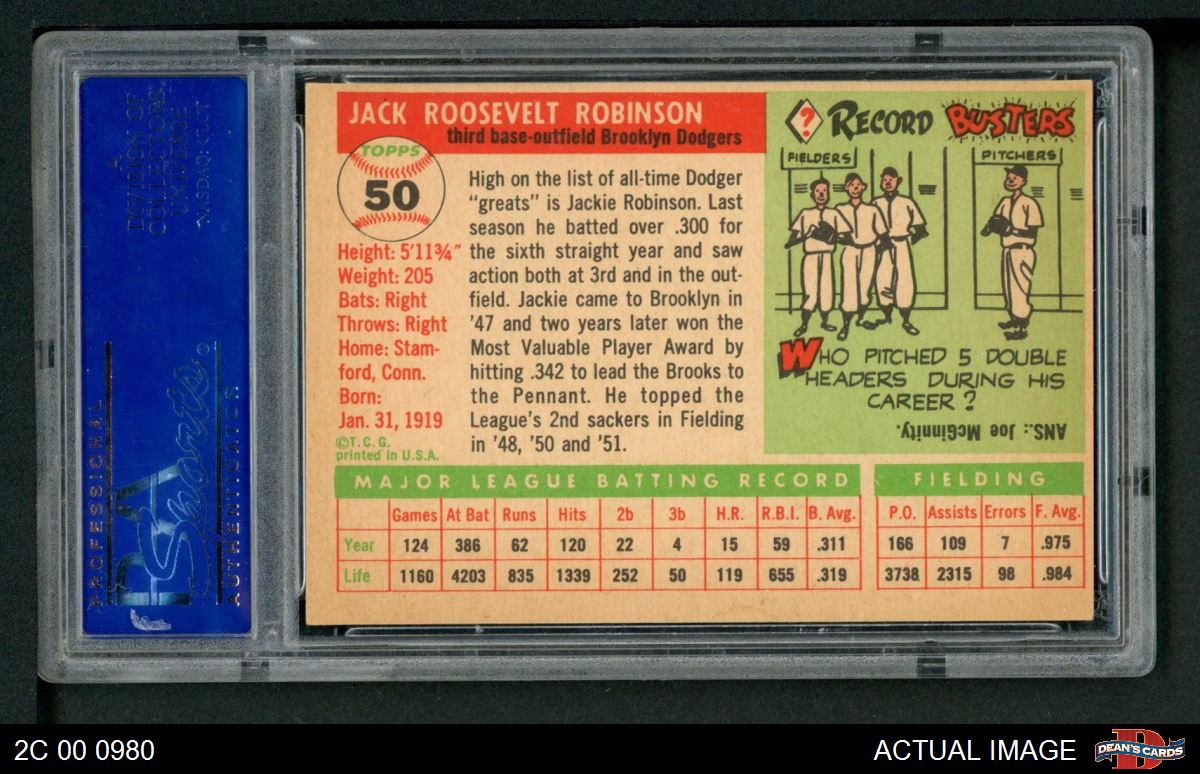 JACK ROOSEVELT ROBINSON
third base-outfield Brooklyn Dodgers
TOPPS
50
Height: 5'11¾"
Weight: 205
Bats: Right
Throws: Right
Home: Stam-
ford, Conn.
Born:
Jan. 31, 1919
©T.C.G.
printed in U.S.A.
High on the list of all-time Dodger
"greats" is Jackie Robinson. Last
season he batted over .300 for
the sixth straight year and saw
action both at 3rd and in the out-
field. Jackie came to Brooklyn in
'47 and two years later won the
Most Valuable Player Award by
hitting .342 to lead the Brooks to
the Pennant. He topped the
League's 2nd sackers in Fielding
in '48, '50 and '51.
? RECORD BUSTERS
FIELDERS
PITCHERS
WHO PITCHED 5 DOUBLE
HEADERS DURING HIS
CAREER?
ANS.: Joe McGinnity.
MAJOR LEAGUE BATTING RECORD FIELDING
Games At Bat Runs Hits 2b 3b H.R. R.B.I. B. Avg. P.O. Assists Errors F. Avg.
Year 124 386 62 120 22 4 15 59 .311 166 109 7 .975
Life 1160 4203 835 1339 252 50 119 655 .319 3738 2315 98 .984
DIVISION OF
COLLECTORS
UNIVERSE
NASDAQ: CLCT
PROFESSIONAL
PSA
Sports
AUTHENTICATOR
2C 00 0980
ACTUAL IMAGE
DEAN'S CARDS